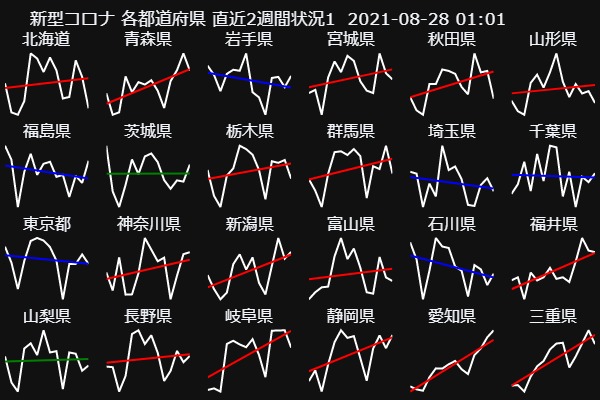 新型コロナ 各都道府県 直近2週間状況1 2021-08-28 01:01
北海道 青森県 岩手県 宮城県 秋田県 山形県
福島県 茨城県 栃木県 群馬県 埼玉県 千葉県
東京都 神奈川県 新潟県 富山県 石川県 福井県
山梨県 長野県 岐阜県 静岡県 愛知県 三重県